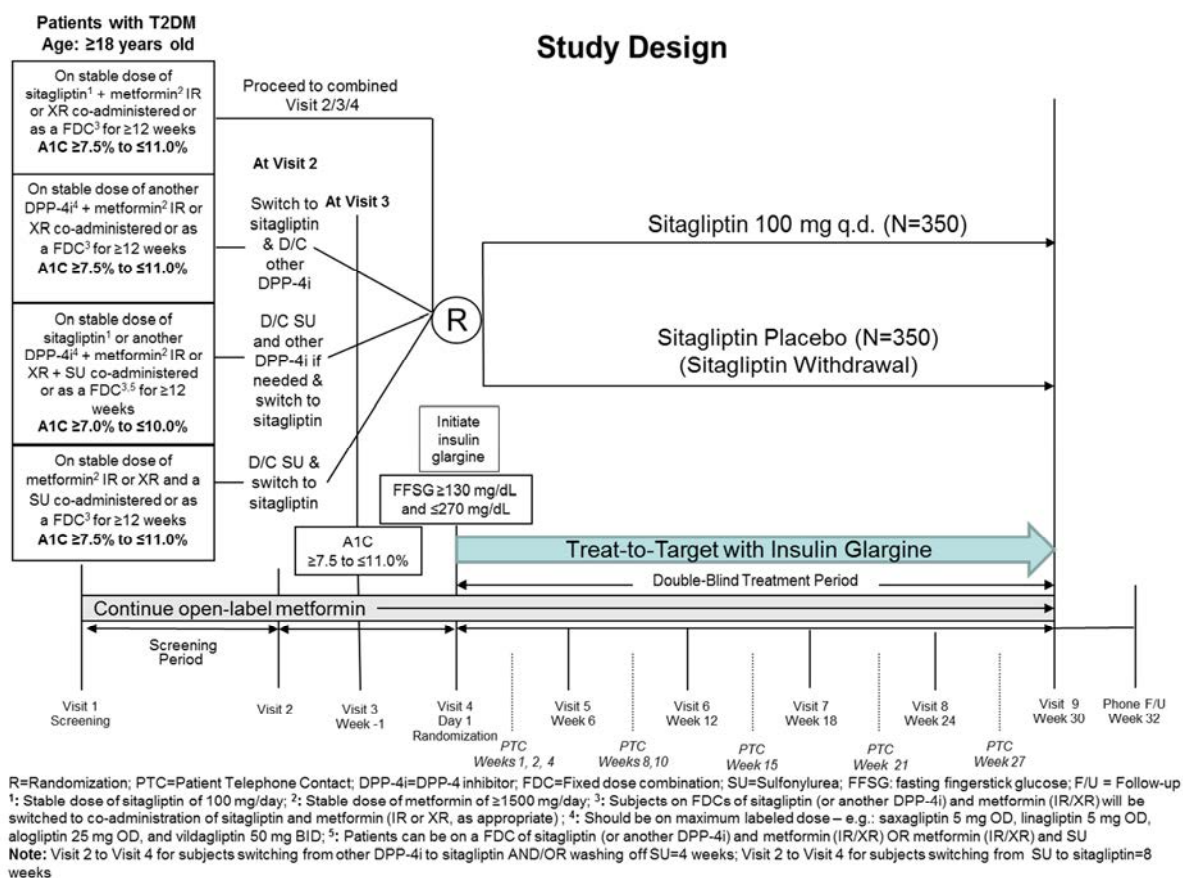 Patients with T2DM
Age: ≥18 years old
Study Design
On stable dose of
sitagliptin¹ + metformin² IR
or XR co-administered or
as a FDC³ for ≥12 weeks
A1C ≥7.5% to ≤11.0%
Proceed to combined
Visit 2/3/4
On stable dose of another
DPP-4i⁴ + metformin² IR or
XR co-administered or as
a FDC³ for ≥12 weeks
A1C ≥7.5% to ≤11.0%
At Visit 2
Switch to
sitagliptin
& D/C
other
DPP-4i
At Visit 3
On stable dose of
sitagliptin¹ or another
DPP-4i⁴ + metformin² IR or
XR + SU co-administered
or as a FDC³,⁵ for ≥12
weeks
A1C ≥7.0% to ≤10.0%
D/C SU
and other
DPP-4i if
needed &
switch to
sitagliptin
On stable dose of
metformin² IR or XR and a
SU co-administered or as
a FDC³ for ≥12 weeks
A1C ≥7.5% to ≤11.0%
D/C SU &
switch to
sitagliptin
R
Sitagliptin 100 mg q.d. (N=350)
Sitagliptin Placebo (N=350)
(Sitagliptin Withdrawal)
Initiate
insulin
glargine
FFSG ≥130 mg/dL
and ≤270 mg/dL
A1C
≥7.5 to ≤11.0%
Treat-to-Target with Insulin Glargine
Double-Blind Treatment Period
Continue open-label metformin
Screening
Period
Visit 1
Screening
Visit 2
Visit 3
Week -1
Visit 4
Day 1
Randomization
PTC
Weeks 1, 2, 4
Visit 5
Week 6
PTC
Weeks 8,10
Visit 6
Week 12
PTC
Week 15
Visit 7
Week 18
PTC
Week 21
Visit 8
Week 24
PTC
Week 27
Visit 9
Week 30
Phone F/U
Week 32
R=Randomization; PTC=Patient Telephone Contact; DPP-4i=DPP-4 inhibitor; FDC=Fixed dose combination; SU=Sulfonylurea; FFSG: fasting fingerstick glucose; F/U = Follow-up
¹: Stable dose of sitagliptin of 100 mg/day; ²: Stable dose of metformin of ≥1500 mg/day; ³: Subjects on FDCs of sitagliptin (or another DPP-4i) and metformin (IR/XR) will be
switched to co-administration of sitagliptin and metformin (IR or XR, as appropriate) ; ⁴: Should be on maximum labeled dose – e.g.: saxagliptin 5 mg OD, linagliptin 5 mg OD,
alogliptin 25 mg OD, and vildagliptin 50 mg BID; ⁵: Patients can be on a FDC of sitagliptin (or another DPP-4i) and metformin (IR/XR) OR metformin (IR/XR) and SU
Note: Visit 2 to Visit 4 for subjects switching from other DPP-4i to sitagliptin AND/OR washing off SU=4 weeks; Visit 2 to Visit 4 for subjects switching from SU to sitagliptin=8
weeks